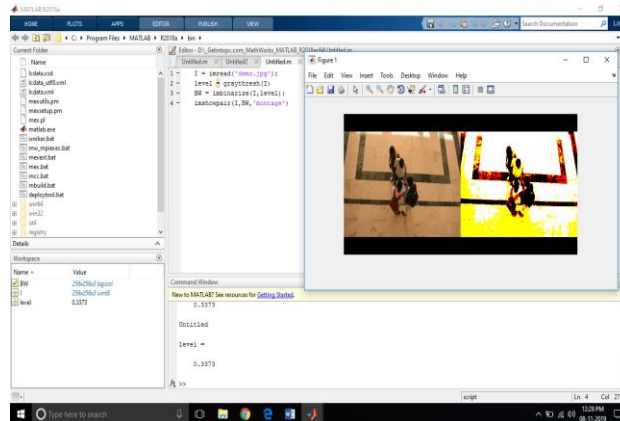 MATLAB R2018a
HOME PLOTS APPS EDITOR PUBLISH VIEW
Search Documentation
C: Program Files MATLAB R2018a bin
Current Folder
Name
lcdata.xsd
lcdata_utf8.xml
lcdata.xml
mexutils.pm
mexsetup.pm
mex.pl
matlab.exe
worker.bat
mw_mpiexec.bat
mexext.bat
mex.bat
mcc.bat
mbuild.bat
deploytool.bat
win64
win32
util
registry
Details
Workspace
Name Value
BW 256x256x3 logical
I 256x256x3 uint8
level 0.3373
Untitled.m Untitled2 Untitled.m
1 - I = imread('demo.jpg');
2 - level = graythresh(I)
3 - BW = imbinarize(I,level);
4 - imshowpair(I,BW,'montage')
Figure 1
File Edit View Insert Tools Desktop Window Help
Command Window
New to MATLAB? See resources for Getting Started.
0.3373
Untitled
level =
0.3373
fx >>
script Ln 4 Col 27
Type here to search
12:28 PM
08-11-2019